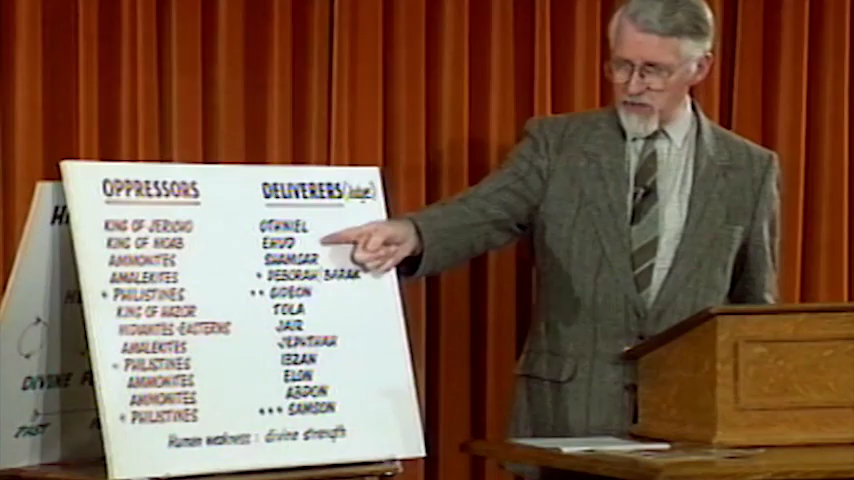 OPPRESSORS
KING OF JERICHO
KING OF MOAB
AMMONITES
AMALEKITES
* PHILISTINES
KING OF HAZOR
MIDIANITES-EASTERNS
AMALEKITES
* PHILISTINES
AMMONITES
AMMONITES
* PHILISTINES
DELIVERERS (Judges)
OTHNIEL
EHUD
SHAMGAR
* DEBORAH/BARAK
** GIDEON
TOLA
JAIR
JEPHTHAH
IBZAN
ELON
ABDON
*** SAMSON
Human weakness : divine strength
DIVINE
PAST